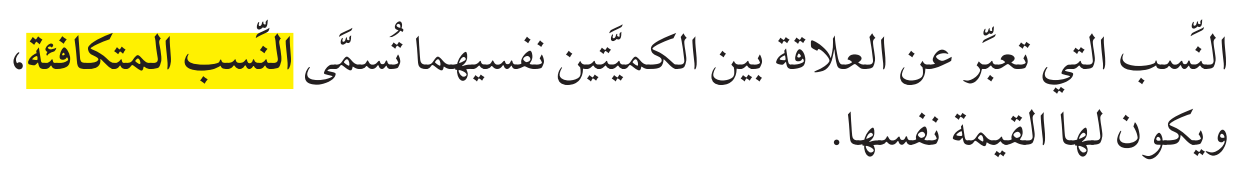 النِّسب التي تعبِّر عن العلاقة بين الكميَّتين نفسيهما تُسمَّى النِّسب المتكافئة،
ويكون لها القيمة نفسها.